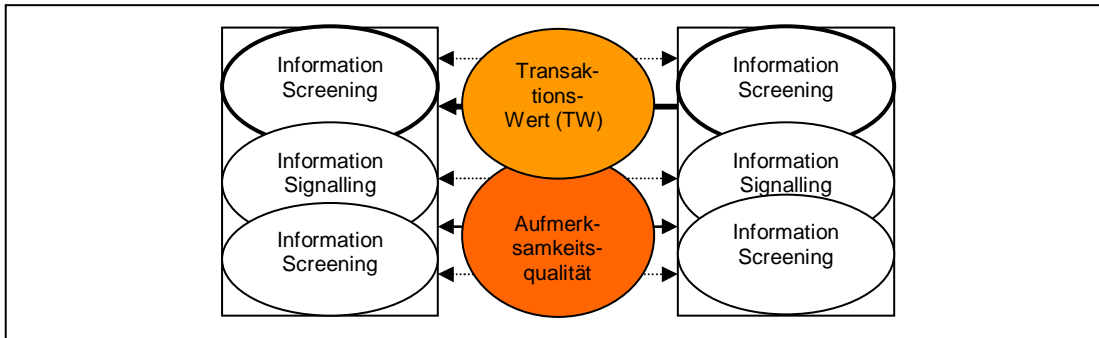 Information
Screening
Information
Signalling
Information
Screening
Transak-
tions-
Wert (TW)
Aufmerk-
samkeits-
qualität
Information
Screening
Information
Signalling
Information
Screening